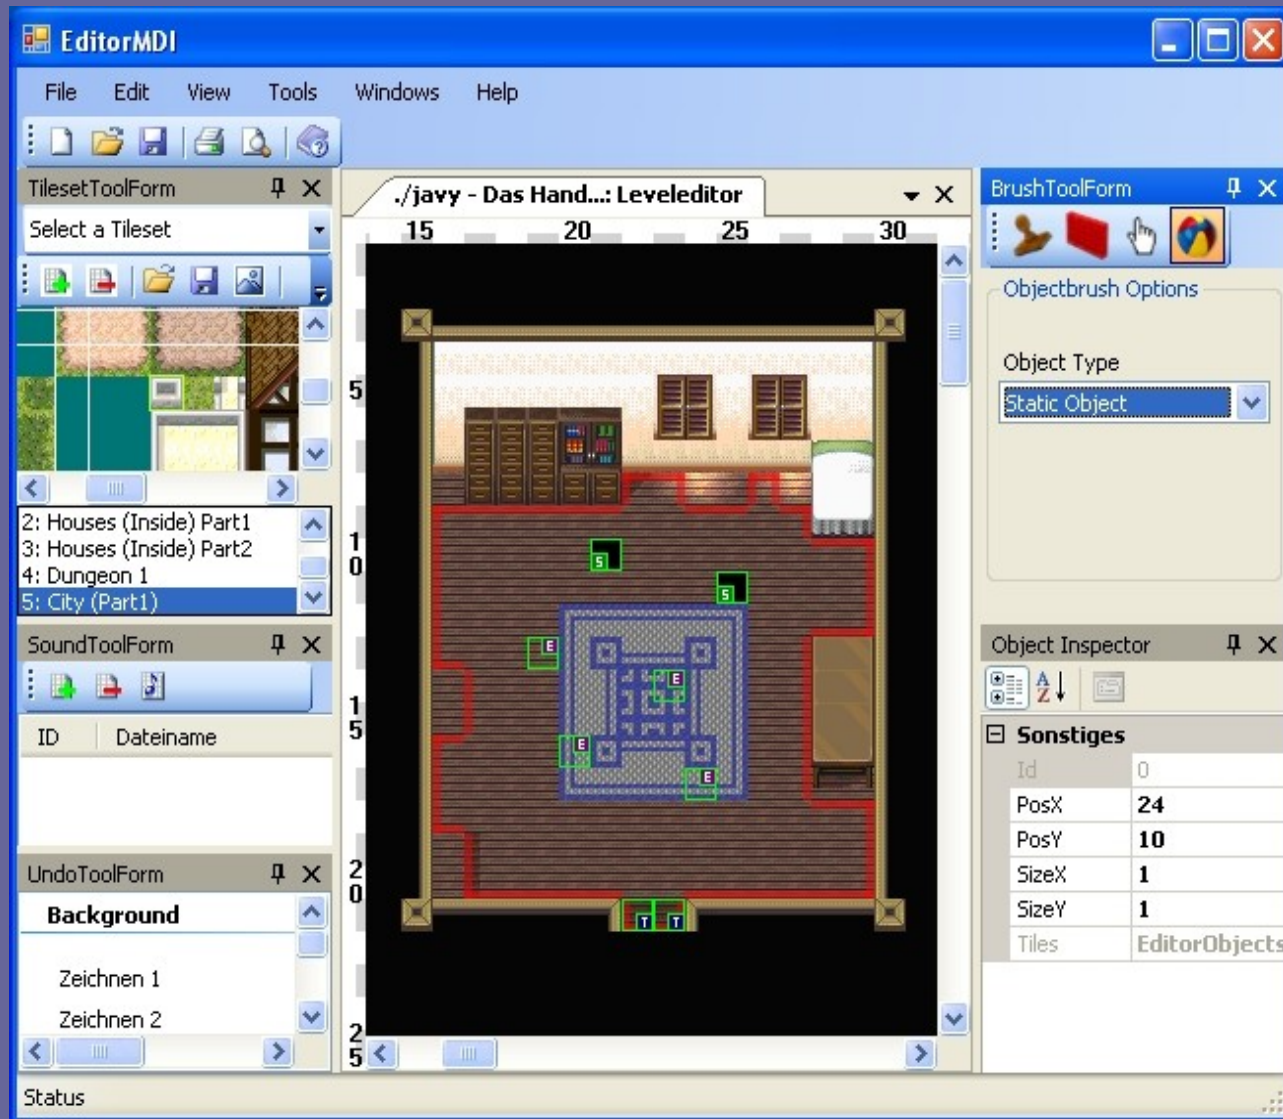 EditorMDI
File Edit View Tools Windows Help
TilesetToolForm
Select a Tileset
2: Houses (Inside) Part1
3: Houses (Inside) Part2
4: Dungeon 1
5: City (Part1)
SoundToolForm
ID Dateiname
UndoToolForm
Background
Zeichnen 1
Zeichnen 2
./javy - Das Hand...: Leveleditor
15 20 25 30
5
10
15
20
25
S
S
E
E
E
E
T T
BrushToolForm
Objectbrush Options
Object Type
Static Object
Object Inspector
A
Z
Sonstiges
Id 0
PosX 24
PosY 10
SizeX 1
SizeY 1
Tiles EditorObjects
Status